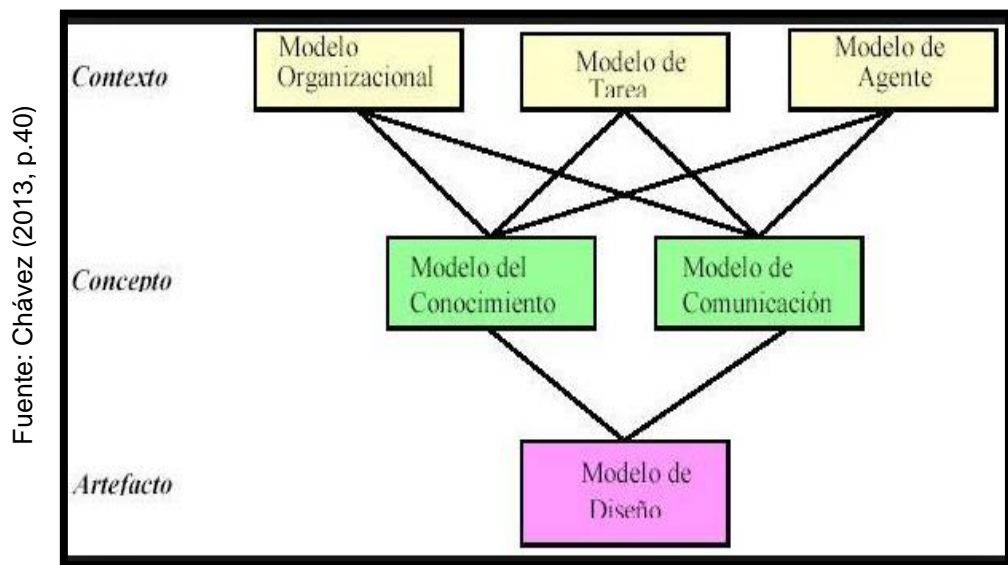 Fuente: Chávez (2013, p.40)
Contexto
Modelo
Organizacional
Modelo de
Tarea
Modelo de
Agente
Concepto
Modelo del
Conocimiento
Modelo de
Comunicación
Artefacto
Modelo de
Diseño